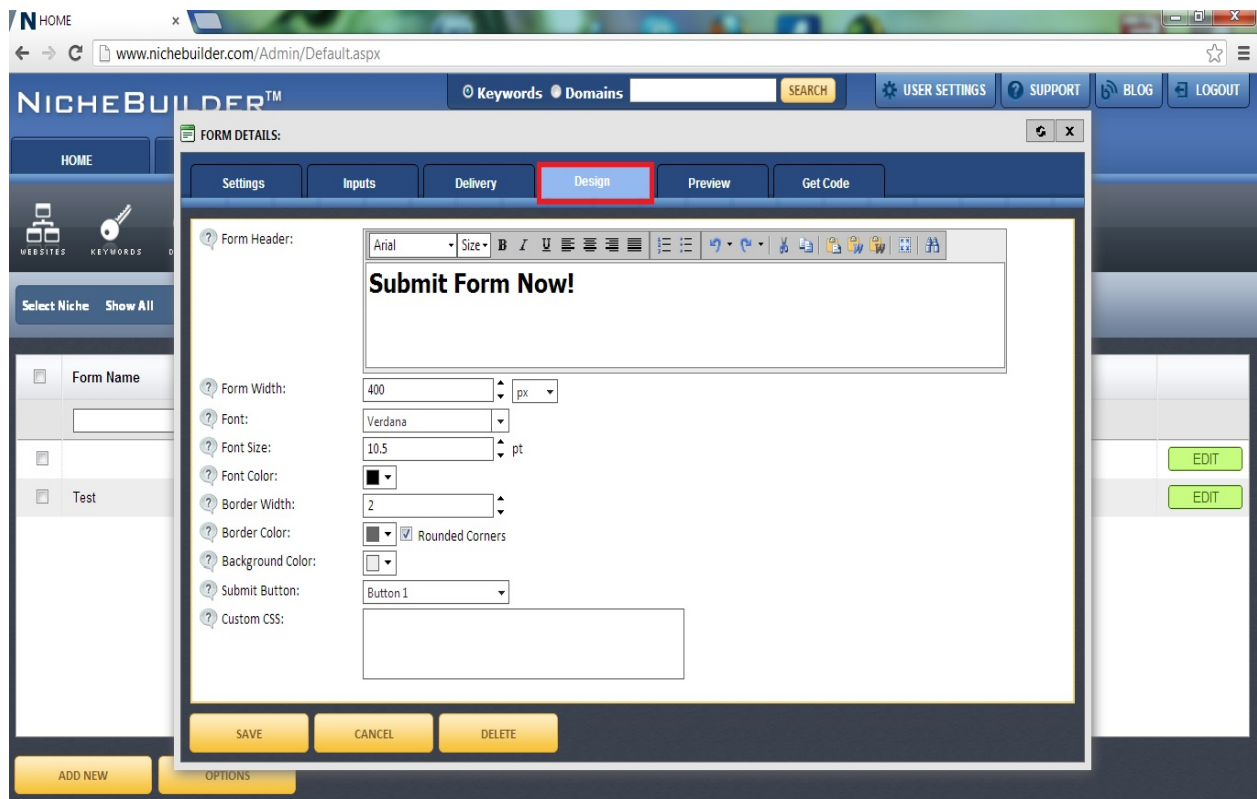 N HOME x
www.nichebuilder.com/Admin/Default.aspx
NICHEBUILDER™
Keywords Domains SEARCH
USER SETTINGS SUPPORT BLOG LOGOUT
FORM DETAILS: X
HOME
Settings Inputs Delivery Design Preview Get Code
WEBSITES KEYWORDS
Form Header:
Arial Size B I U
Submit Form Now!
Select Niche Show All
Form Name
Form Width: 400 px
Font: Verdana
Font Size: 10.5 pt
Font Color:
EDIT
Test EDIT
Border Width: 2
Border Color: Rounded Corners
Background Color:
Submit Button: Button 1
Custom CSS:
SAVE CANCEL DELETE
ADD NEW OPTIONS